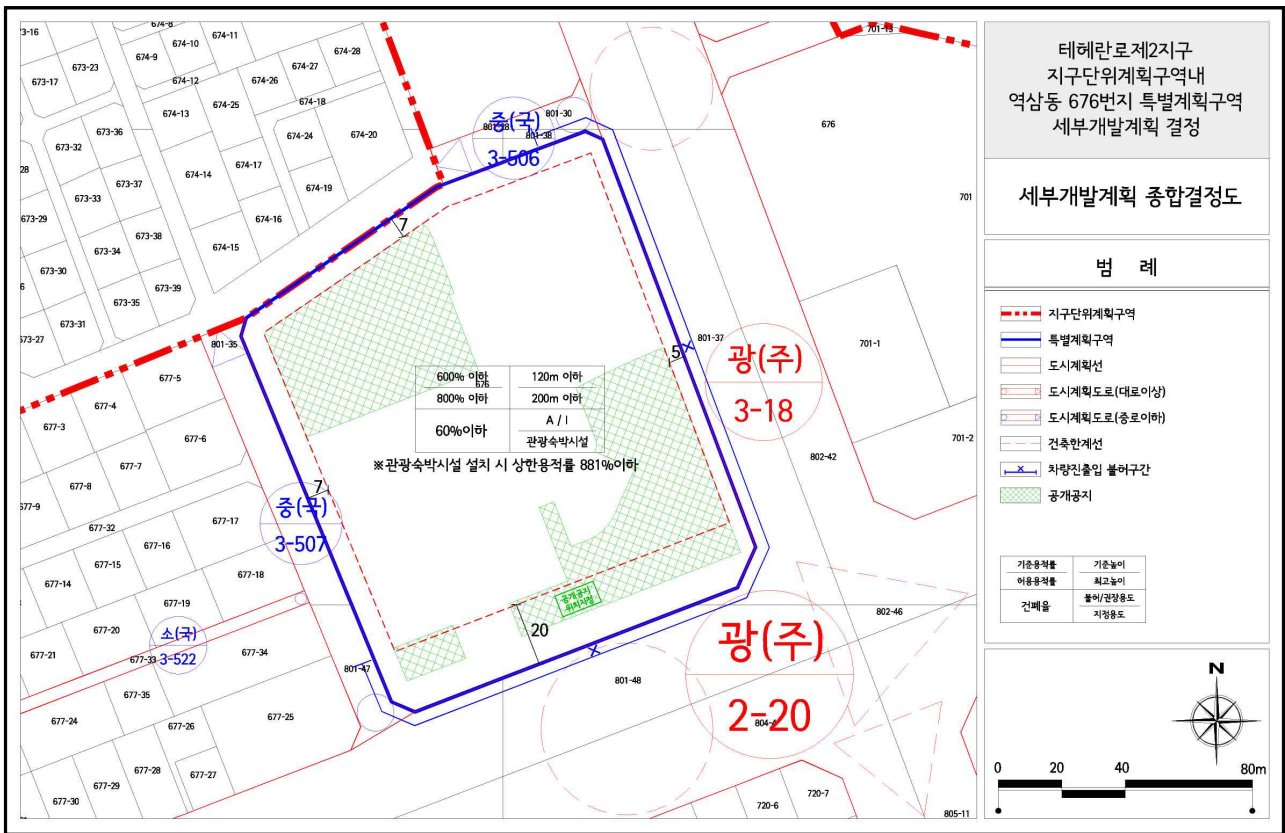 테헤란로제2지구
지구단위계획구역내
역삼동 676번지 특별계획구역
세부개발계획 결정
세부개발계획 종합결정도
범 례
지구단위계획구역
특별계획구역
도시계획선
도시계획도로(대로이상)
도시계획도로(중로이하)
건축한계선
차량진출입 불허구간
공개공지
기준용적률 기준높이
허용용적률 최고높이
건폐율 불허/권장용도
지정용도
N
0 20 40 80m
3-16
673-17
673-23
674-8
674-9
674-10
674-11
674-12
674-28
674-27
674-26
674-25
674-18
674-13
673-36
673-32
674-24
674-20
28
673-37
673-33
674-14
674-17
674-19
673-29
673-38
673-34
674-16
674-15
673-30
673-39
673-35
673-31
673-27
801-35
677-5
677-4
677-3
677-6
677-7
677-8
677-9
677-32
677-17
677-16
677-15
677-14
677-18
677-19
677-20
677-21
677-33
677-34
677-35
677-24
677-26
677-25
677-28
677-27
677-29
677-30
801-47
중(국)
3-506
801-30
801-38
701-13
676
701
7
5
801-37
광(주)
3-18
701-1
701-2
802-42
600% 이하 120m 이하
676
800% 이하 200m 이하
60%이하 A / I
관광숙박시설
※관광숙박시설 설치 시 상한용적률 881%이하
7
중(국)
3-507
소(국)
3-522
공개공지
위치지정
20
801-48
802-46
광(주)
2-20
720-6
720-7
805-11